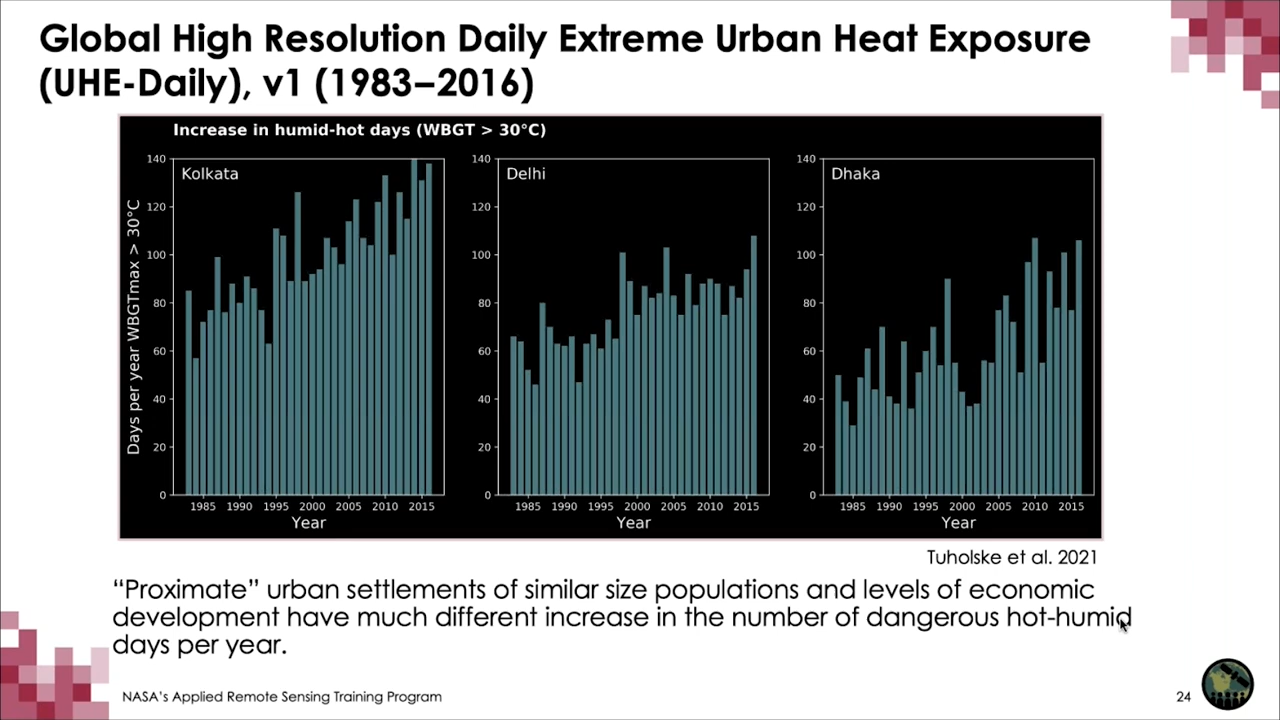 Global High Resolution Daily Extreme Urban Heat Exposure
(UHE-Daily), v1 (1983–2016)
Increase in humid-hot days (WBGT > 30°C)
Days per year WBGTmax > 30°C
140
120
100
80
60
40
20
0
Kolkata
1985 1990 1995 2000 2005 2010 2015
Year
140
120
100
80
60
40
20
0
Delhi
1985 1990 1995 2000 2005 2010 2015
Year
140
120
100
80
60
40
20
0
Dhaka
1985 1990 1995 2000 2005 2010 2015
Year
Tuholske et al. 2021
“Proximate” urban settlements of similar size populations and levels of economic
development have much different increase in the number of dangerous hot-humid
days per year.
NASA’s Applied Remote Sensing Training Program
24